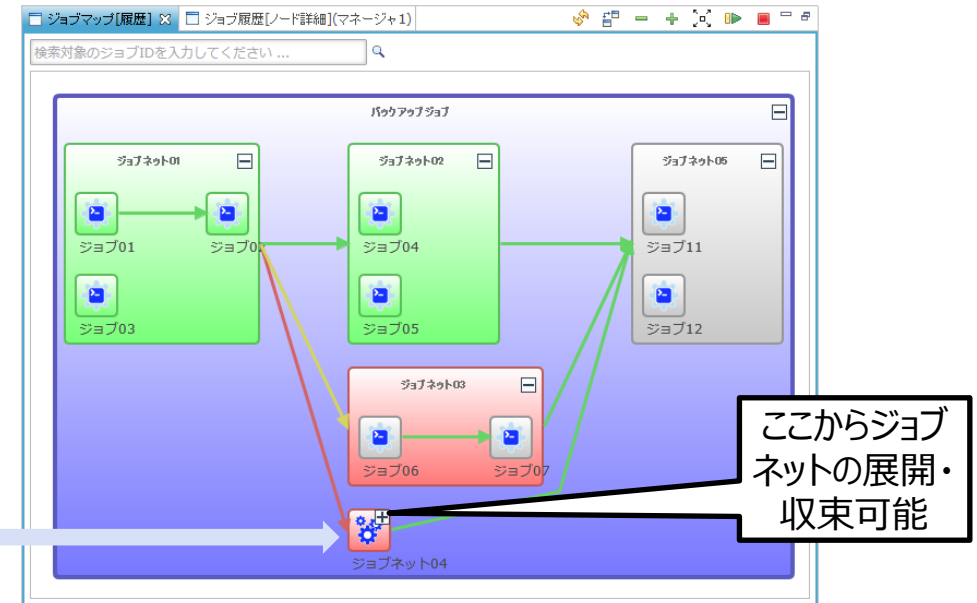 ジョブマップ[履歴]
ジョブ履歴[ノード詳細](マネージャ1)
検索対象のジョブIDを入力してください ...
バックアップジョブ
ジョブネット01
ジョブネット02
ジョブネット05
ジョブ01
ジョブ0
ジョブ04
ジョブ11
ジョブ03
ジョブ05
ジョブ12
ジョブネット03
ジョブ06
ジョブ07
ジョブネット04
ここからジョブ
ネットの展開・
収束可能